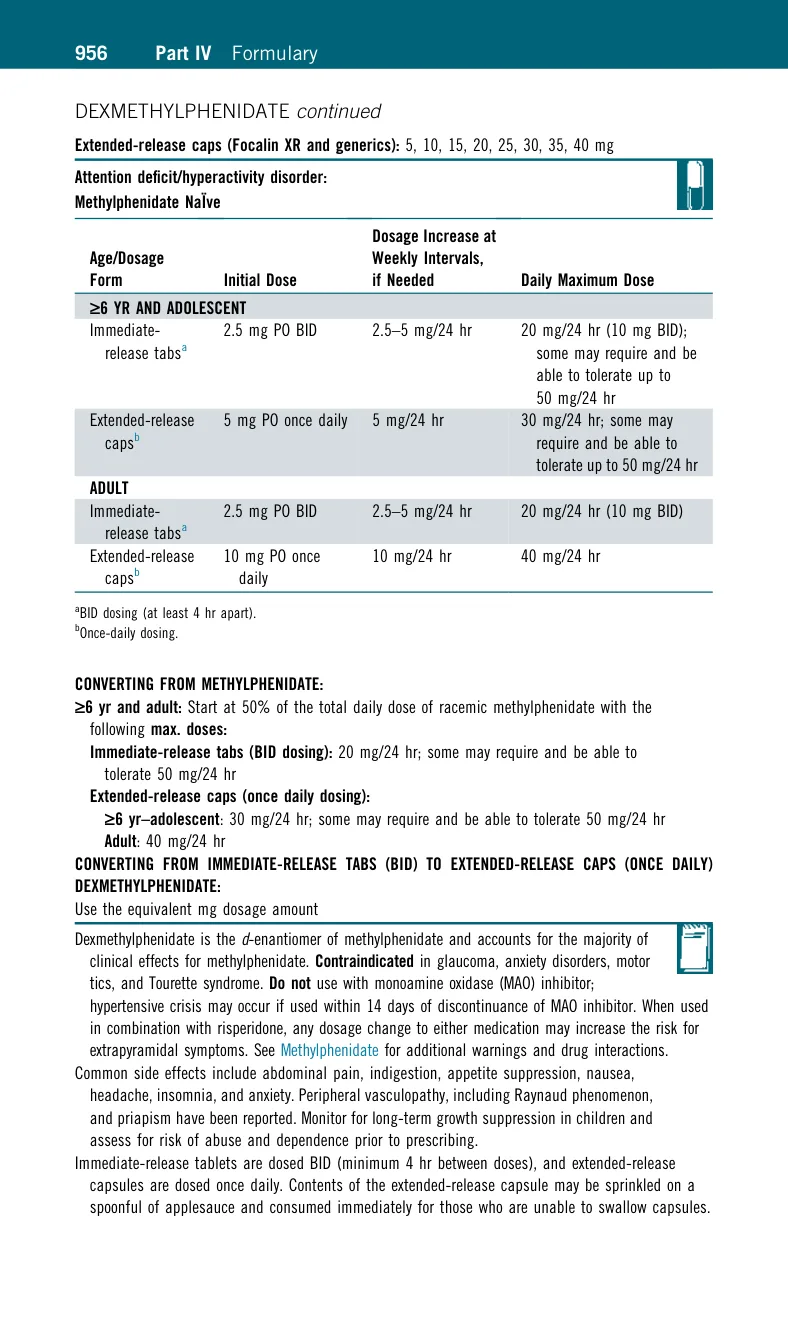 956 Part IV Formulary
DEXMETHYLPHENIDATE continued
Extended-release caps (Focalin XR and generics): 5, 10, 15, 20, 25, 30, 35, 40 mg
Attention deficit/hyperactivity disorder:
Methylphenidate NaÏve
Dosage Increase at
Age/Dosage Weekly Intervals,
Form Initial Dose if Needed Daily Maximum Dose
≥6 YR AND ADOLESCENT
Immediate- 2.5 mg PO BID 2.5–5 mg/24 hr 20 mg/24 hr (10 mg BID);
release tabsa some may require and be
able to tolerate up to
50 mg/24 hr
Extended-release 5 mg PO once daily 5 mg/24 hr 30 mg/24 hr; some may
capsb require and be able to
tolerate up to 50 mg/24 hr
ADULT
Immediate- 2.5 mg PO BID 2.5–5 mg/24 hr 20 mg/24 hr (10 mg BID)
release tabsa
Extended-release 10 mg PO once 10 mg/24 hr 40 mg/24 hr
capsb daily
aBID dosing (at least 4 hr apart).
bOnce-daily dosing.
CONVERTING FROM METHYLPHENIDATE:
≥6 yr and adult: Start at 50% of the total daily dose of racemic methylphenidate with the
following max. doses:
Immediate-release tabs (BID dosing): 20 mg/24 hr; some may require and be able to
tolerate 50 mg/24 hr
Extended-release caps (once daily dosing):
≥6 yr–adolescent: 30 mg/24 hr; some may require and be able to tolerate 50 mg/24 hr
Adult: 40 mg/24 hr
CONVERTING FROM IMMEDIATE-RELEASE TABS (BID) TO EXTENDED-RELEASE CAPS (ONCE DAILY)
DEXMETHYLPHENIDATE:
Use the equivalent mg dosage amount
Dexmethylphenidate is the d-enantiomer of methylphenidate and accounts for the majority of
clinical effects for methylphenidate. Contraindicated in glaucoma, anxiety disorders, motor
tics, and Tourette syndrome. Do not use with monoamine oxidase (MAO) inhibitor;
hypertensive crisis may occur if used within 14 days of discontinuance of MAO inhibitor. When used
in combination with risperidone, any dosage change to either medication may increase the risk for
extrapyramidal symptoms. See Methylphenidate for additional warnings and drug interactions.
Common side effects include abdominal pain, indigestion, appetite suppression, nausea,
headache, insomnia, and anxiety. Peripheral vasculopathy, including Raynaud phenomenon,
and priapism have been reported. Monitor for long-term growth suppression in children and
assess for risk of abuse and dependence prior to prescribing.
Immediate-release tablets are dosed BID (minimum 4 hr between doses), and extended-release
capsules are dosed once daily. Contents of the extended-release capsule may be sprinkled on a
spoonful of applesauce and consumed immediately for those who are unable to swallow capsules.